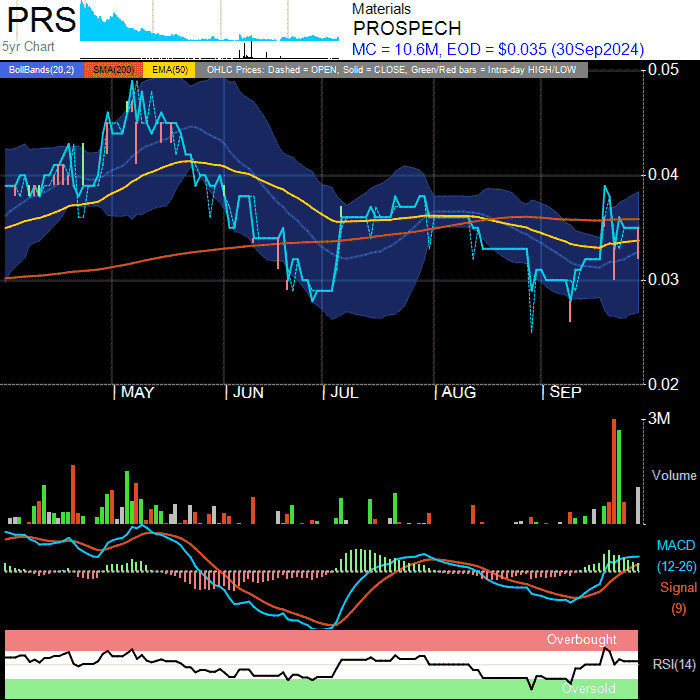 PRS
5yr Chart
Materials
PROSPECH
MC = 10.6M, EOD = $0.035 (30Sep2024)
BollBands(20,2) SMA(200) EMA(50) OHLC Prices: Dashed = OPEN, Solid = CLOSE, Green/Red bars = Intra-day HIGH/LOW
0.05
0.04
0.03
0.02
MAY JUN JUL AUG SEP
3M
Volume
MACD
(12-26)
Signal
(9)
Overbought
RSI(14)
Oversold